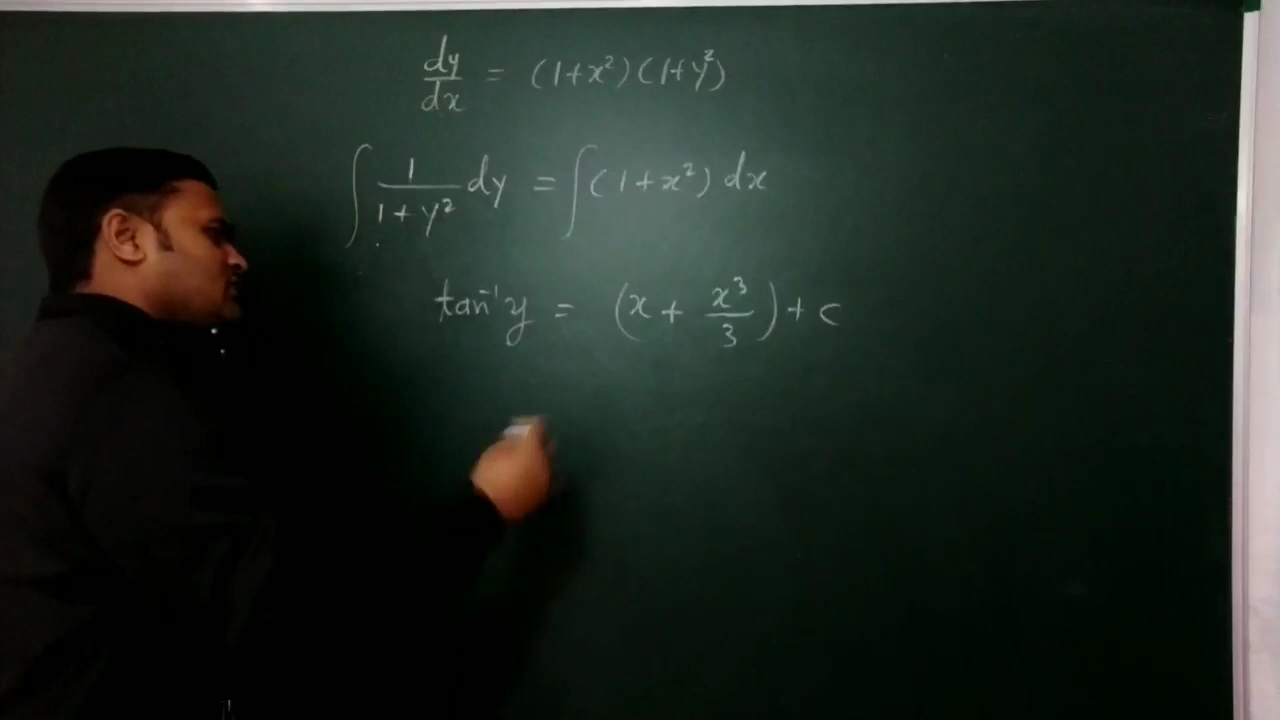 dy/dx = (1+x²)(1+y²)
∫ 1/(1+y²) dy = ∫(1+x²) dx
tan⁻¹y = (x + x³/3) + c